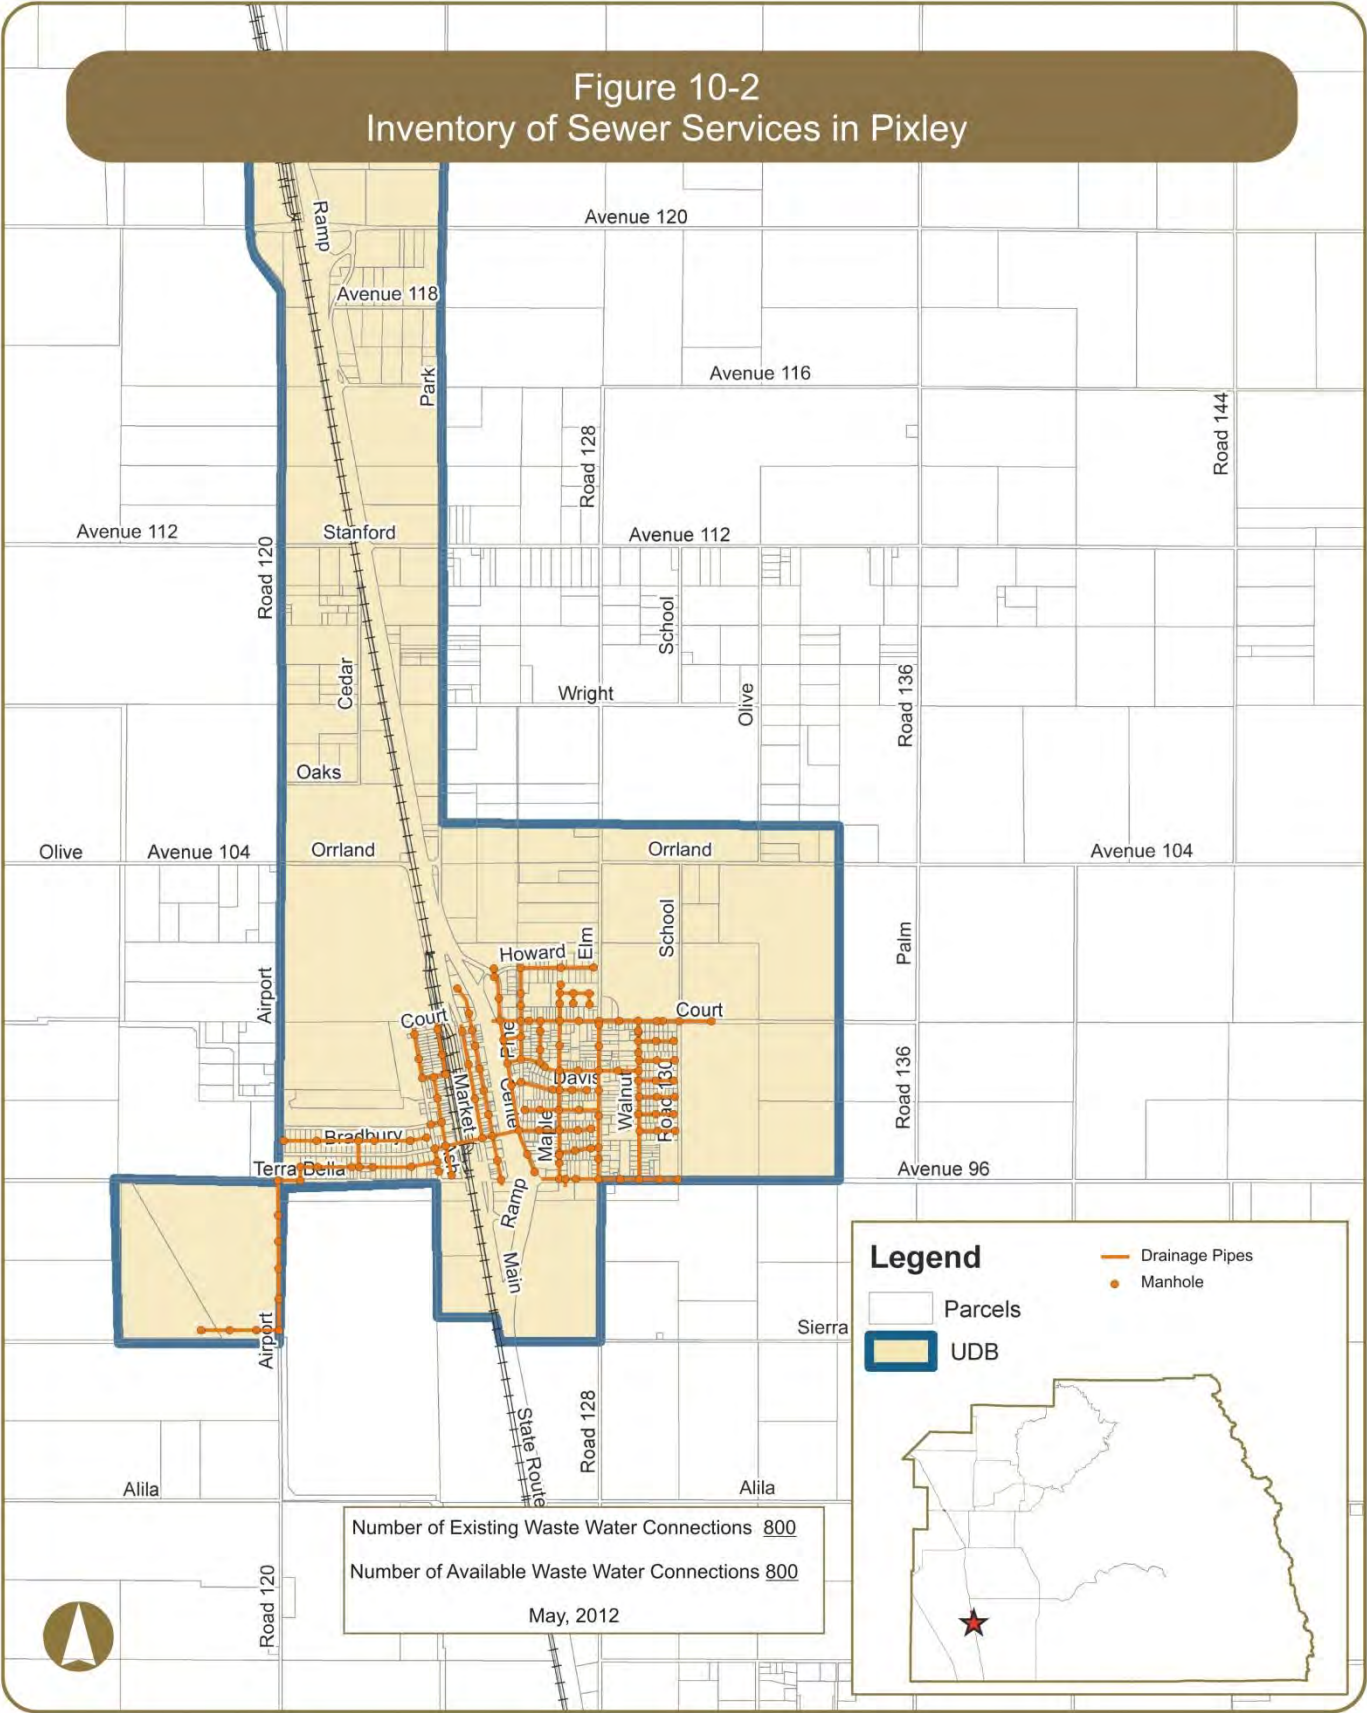 Figure 10-2
Inventory of Sewer Services in Pixley
Ramp
Avenue 120
Avenue 118
Avenue 116
Park
Road 128
Road 144
Avenue 112
Stanford
Avenue 112
Road 120
School
Cedar
Wright
Olive
Road 136
Oaks
Olive
Avenue 104
Orrland
Orrland
Avenue 104
School
Palm
Howard
Elm
Airport
Court
Court
Pine
Davis
Market
Walnut
Road 130
Road 136
Maple
Bradbury
Ash
Terra Bella
Avenue 96
Ramp
Main
Airport
Sierra
Legend
Drainage Pipes
Manhole
Parcels
UDB
State Route
Road 128
Alila
Alila
Number of Existing Waste Water Connections 800
Number of Available Waste Water Connections 800
May, 2012
Road 120